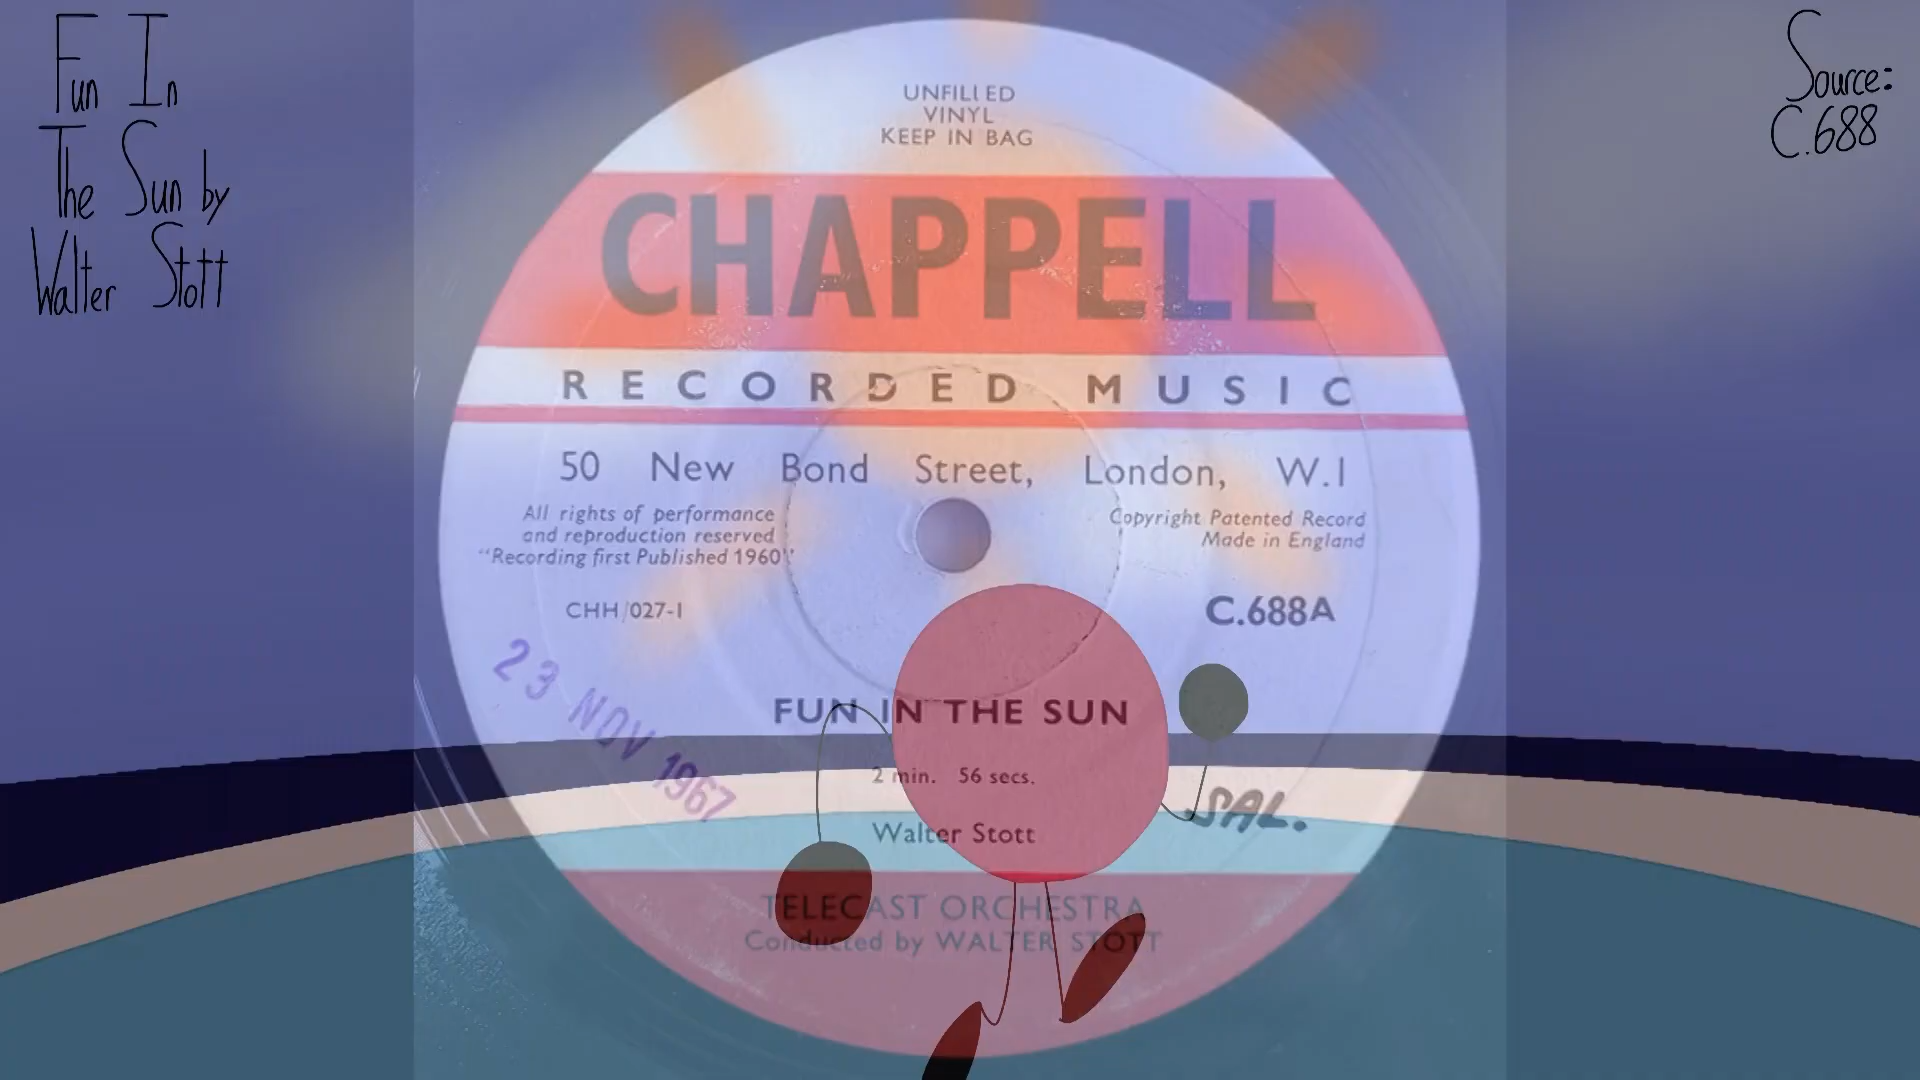 Fun In
The Sun by
Walter Stott
Source:
C.688
UNFILLED
VINYL
KEEP IN BAG
CHAPPELL
RECORDED MUSIC
50 New Bond Street, London, W.1
All rights of performance
and reproduction reserved
"Recording first Published 1960"
Copyright Patented Record
Made in England
CHH/027-1
C.688A
23 NOV 1967
FUN IN THE SUN
2 min. 56 secs.
SAL.
Walter Stott
TELECAST ORCHESTRA
Conducted by WALTER STOTT